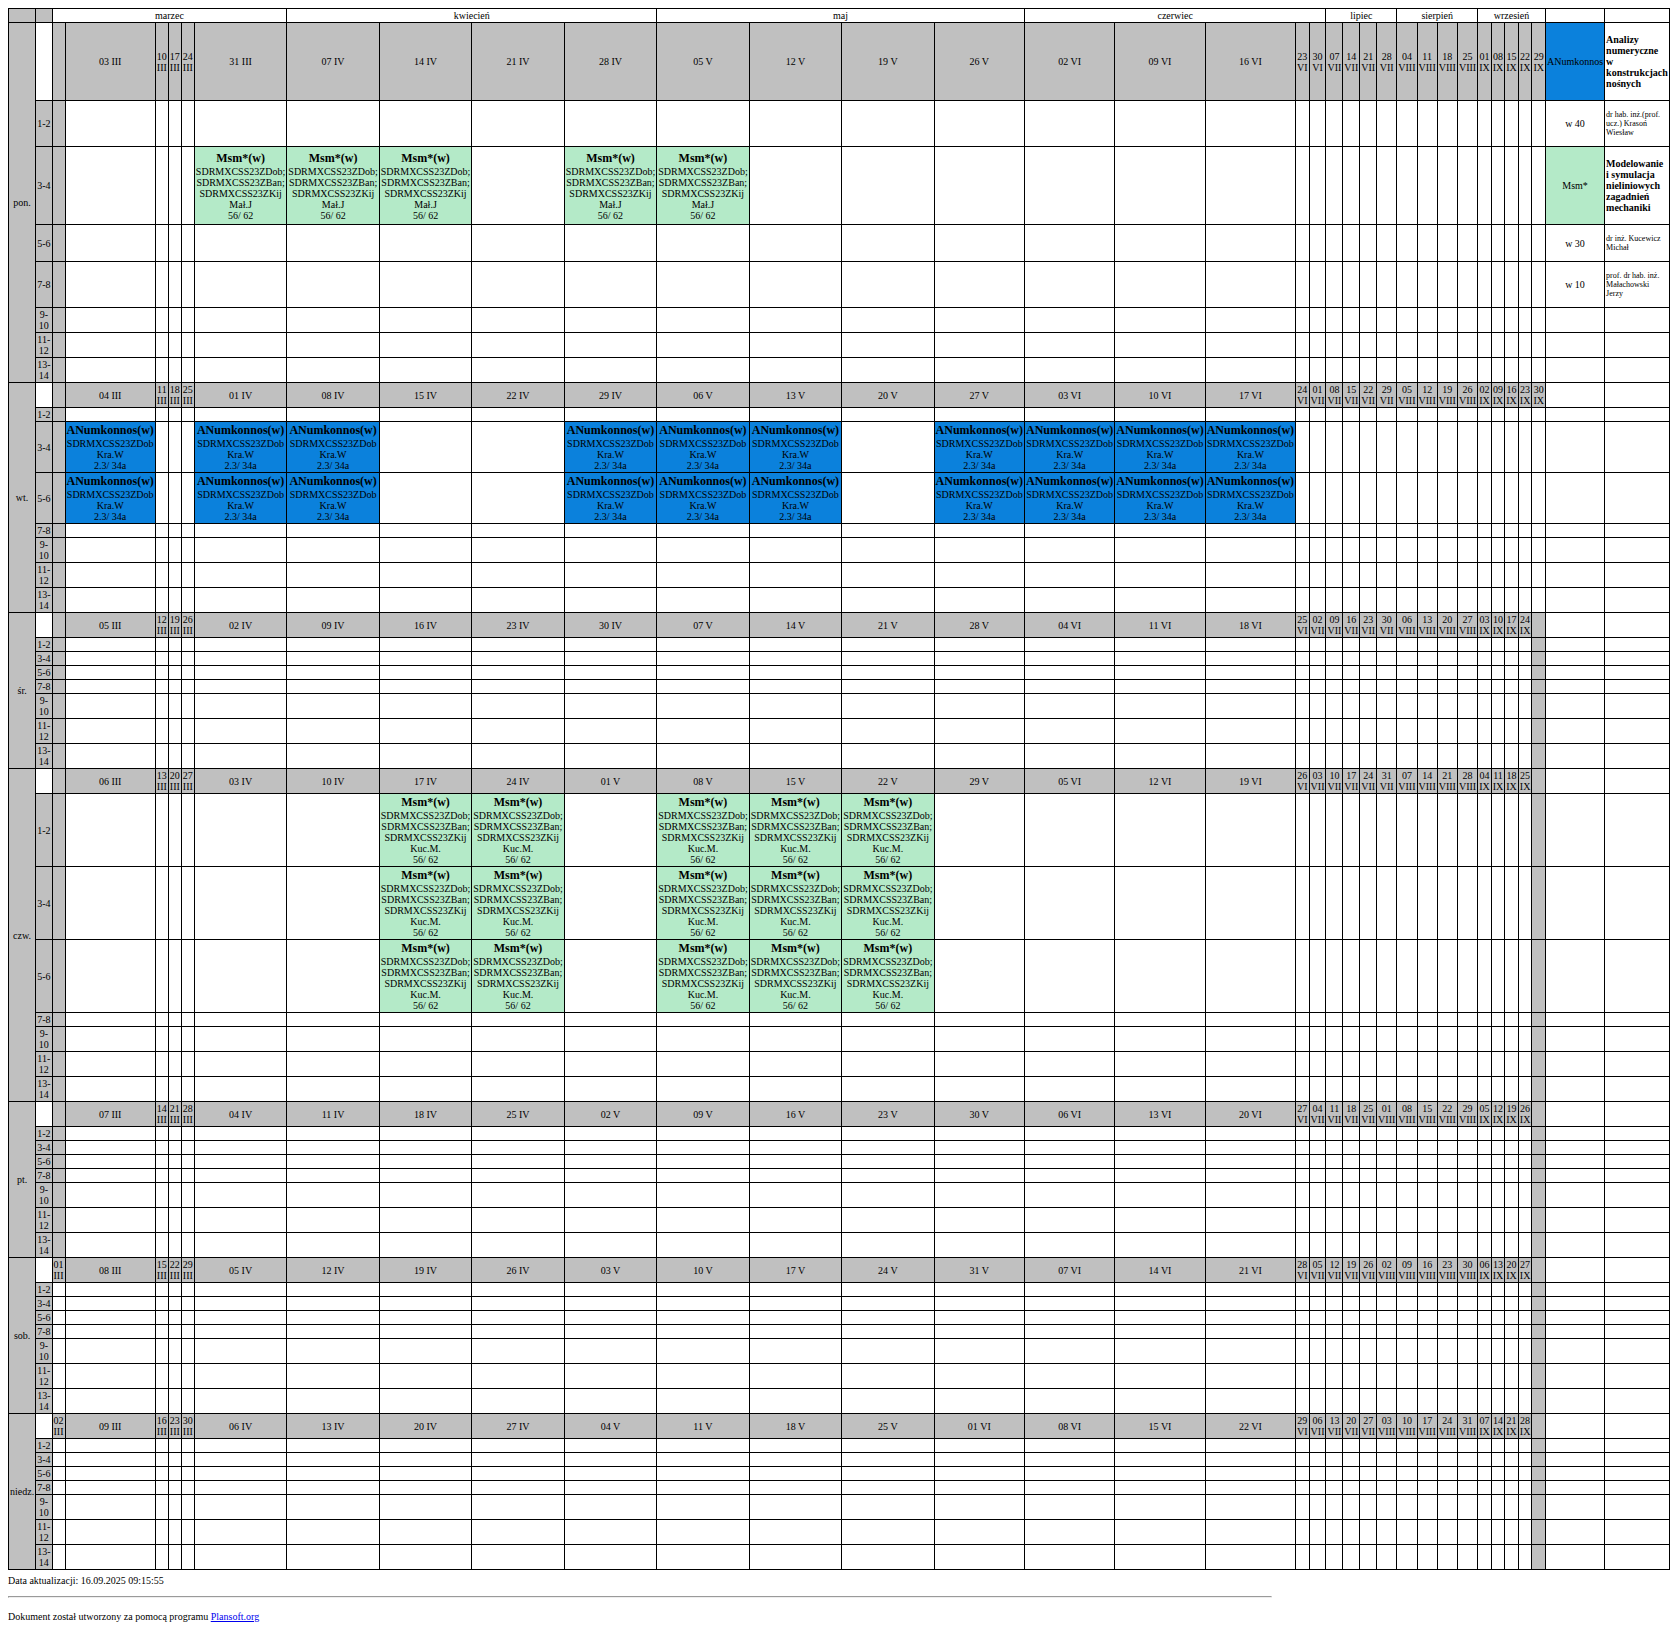 marzec kwiecień maj czerwiec lipiec sierpień wrzesień
pon. 03 III 10 III 17 III 24 III 31 III 07 IV 14 IV 21 IV 28 IV 05 V 12 V 19 V 26 V 02 VI 09 VI 16 VI 23 VI 30 VI 07 VII 14 VII 21 VII 28 VII 04 VIII 11 VIII 18 VIII 25 VIII 01 IX 08 IX 15 IX 22 IX 29 IX ANumkonnos Analizy numeryczne w konstrukcjach nośnych
1-2 w 40 dr hab. inż.(prof. ucz.) Krasoń Wiesław
3-4 Msm*(w) Msm*(w) Msm*(w) Msm*(w) Msm*(w) Msm* Modelowanie i symulacja nieliniowych zagadnień mechaniki
SDRMXCSS23ZDob; SDRMXCSS23ZDob; SDRMXCSS23ZDob; SDRMXCSS23ZDob; SDRMXCSS23ZDob;
SDRMXCSS23ZBan; SDRMXCSS23ZBan; SDRMXCSS23ZBan; SDRMXCSS23ZBan; SDRMXCSS23ZBan;
SDRMXCSS23ZKij SDRMXCSS23ZKij SDRMXCSS23ZKij SDRMXCSS23ZKij SDRMXCSS23ZKij
Mał.J Mał.J Mał.J Mał.J Mał.J
56/ 62 56/ 62 56/ 62 56/ 62 56/ 62
5-6 w 30 dr inż. Kucewicz Michał
7-8 w 10 prof. dr hab. inż. Małachowski Jerzy
9-10
11-12
13-14
wt. 04 III 11 III 18 III 25 III 01 IV 08 IV 15 IV 22 IV 29 IV 06 V 13 V 20 V 27 V 03 VI 10 VI 17 VI 24 VI 01 VII 08 VII 15 VII 22 VII 29 VII 05 VIII 12 VIII 19 VIII 26 VIII 02 IX 09 IX 16 IX 23 IX 30 IX
1-2
3-4 ANumkonnos(w) ANumkonnos(w) ANumkonnos(w) ANumkonnos(w) ANumkonnos(w) ANumkonnos(w) ANumkonnos(w) ANumkonnos(w) ANumkonnos(w) ANumkonnos(w)
SDRMXCSS23ZDob SDRMXCSS23ZDob SDRMXCSS23ZDob SDRMXCSS23ZDob SDRMXCSS23ZDob SDRMXCSS23ZDob SDRMXCSS23ZDob SDRMXCSS23ZDob SDRMXCSS23ZDob SDRMXCSS23ZDob
Kra.W Kra.W Kra.W Kra.W Kra.W Kra.W Kra.W Kra.W Kra.W Kra.W
2.3/ 34a 2.3/ 34a 2.3/ 34a 2.3/ 34a 2.3/ 34a 2.3/ 34a 2.3/ 34a 2.3/ 34a 2.3/ 34a 2.3/ 34a
5-6 ANumkonnos(w) ANumkonnos(w) ANumkonnos(w) ANumkonnos(w) ANumkonnos(w) ANumkonnos(w) ANumkonnos(w) ANumkonnos(w) ANumkonnos(w) ANumkonnos(w)
SDRMXCSS23ZDob SDRMXCSS23ZDob SDRMXCSS23ZDob SDRMXCSS23ZDob SDRMXCSS23ZDob SDRMXCSS23ZDob SDRMXCSS23ZDob SDRMXCSS23ZDob SDRMXCSS23ZDob SDRMXCSS23ZDob
Kra.W Kra.W Kra.W Kra.W Kra.W Kra.W Kra.W Kra.W Kra.W Kra.W
2.3/ 34a 2.3/ 34a 2.3/ 34a 2.3/ 34a 2.3/ 34a 2.3/ 34a 2.3/ 34a 2.3/ 34a 2.3/ 34a 2.3/ 34a
7-8
9-10
11-12
13-14
śr. 05 III 12 III 19 III 26 III 02 IV 09 IV 16 IV 23 IV 30 IV 07 V 14 V 21 V 28 V 04 VI 11 VI 18 VI 25 VI 02 VII 09 VII 16 VII 23 VII 30 VII 06 VIII 13 VIII 20 VIII 27 VIII 03 IX 10 IX 17 IX 24 IX
1-2
3-4
5-6
7-8
9-10
11-12
13-14
czw. 06 III 13 III 20 III 27 III 03 IV 10 IV 17 IV 24 IV 01 V 08 V 15 V 22 V 29 V 05 VI 12 VI 19 VI 26 VI 03 VII 10 VII 17 VII 24 VII 31 VII 07 VIII 14 VIII 21 VIII 28 VIII 04 IX 11 IX 18 IX 25 IX
1-2 Msm*(w) Msm*(w) Msm*(w) Msm*(w) Msm*(w)
SDRMXCSS23ZDob; SDRMXCSS23ZDob; SDRMXCSS23ZDob; SDRMXCSS23ZDob; SDRMXCSS23ZDob;
SDRMXCSS23ZBan; SDRMXCSS23ZBan; SDRMXCSS23ZBan; SDRMXCSS23ZBan; SDRMXCSS23ZBan;
SDRMXCSS23ZKij SDRMXCSS23ZKij SDRMXCSS23ZKij SDRMXCSS23ZKij SDRMXCSS23ZKij
Kuc.M. Kuc.M. Kuc.M. Kuc.M. Kuc.M.
56/ 62 56/ 62 56/ 62 56/ 62 56/ 62
3-4 Msm*(w) Msm*(w) Msm*(w) Msm*(w) Msm*(w)
SDRMXCSS23ZDob; SDRMXCSS23ZDob; SDRMXCSS23ZDob; SDRMXCSS23ZDob; SDRMXCSS23ZDob;
SDRMXCSS23ZBan; SDRMXCSS23ZBan; SDRMXCSS23ZBan; SDRMXCSS23ZBan; SDRMXCSS23ZBan;
SDRMXCSS23ZKij SDRMXCSS23ZKij SDRMXCSS23ZKij SDRMXCSS23ZKij SDRMXCSS23ZKij
Kuc.M. Kuc.M. Kuc.M. Kuc.M. Kuc.M.
56/ 62 56/ 62 56/ 62 56/ 62 56/ 62
5-6 Msm*(w) Msm*(w) Msm*(w) Msm*(w) Msm*(w)
SDRMXCSS23ZDob; SDRMXCSS23ZDob; SDRMXCSS23ZDob; SDRMXCSS23ZDob; SDRMXCSS23ZDob;
SDRMXCSS23ZBan; SDRMXCSS23ZBan; SDRMXCSS23ZBan; SDRMXCSS23ZBan; SDRMXCSS23ZBan;
SDRMXCSS23ZKij SDRMXCSS23ZKij SDRMXCSS23ZKij SDRMXCSS23ZKij SDRMXCSS23ZKij
Kuc.M. Kuc.M. Kuc.M. Kuc.M. Kuc.M.
56/ 62 56/ 62 56/ 62 56/ 62 56/ 62
7-8
9-10
11-12
13-14
pt. 07 III 14 III 21 III 28 III 04 IV 11 IV 18 IV 25 IV 02 V 09 V 16 V 23 V 30 V 06 VI 13 VI 20 VI 27 VI 04 VII 11 VII 18 VII 25 VII 01 VIII 08 VIII 15 VIII 22 VIII 29 VIII 05 IX 12 IX 19 IX 26 IX
1-2
3-4
5-6
7-8
9-10
11-12
13-14
sob. 01 III 08 III 15 III 22 III 29 III 05 IV 12 IV 19 IV 26 IV 03 V 10 V 17 V 24 V 31 V 07 VI 14 VI 21 VI 28 VI 05 VII 12 VII 19 VII 26 VII 02 VIII 09 VIII 16 VIII 23 VIII 30 VIII 06 IX 13 IX 20 IX 27 IX
1-2
3-4
5-6
7-8
9-10
11-12
13-14
niedz. 02 III 09 III 16 III 23 III 30 III 06 IV 13 IV 20 IV 27 IV 04 V 11 V 18 V 25 V 01 VI 08 VI 15 VI 22 VI 29 VI 06 VII 13 VII 20 VII 27 VII 03 VIII 10 VIII 17 VIII 24 VIII 31 VIII 07 IX 14 IX 21 IX 28 IX
1-2
3-4
5-6
7-8
9-10
11-12
13-14
Data aktualizacji: 16.09.2025 09:15:55
Dokument został utworzony za pomocą programu Plansoft.org